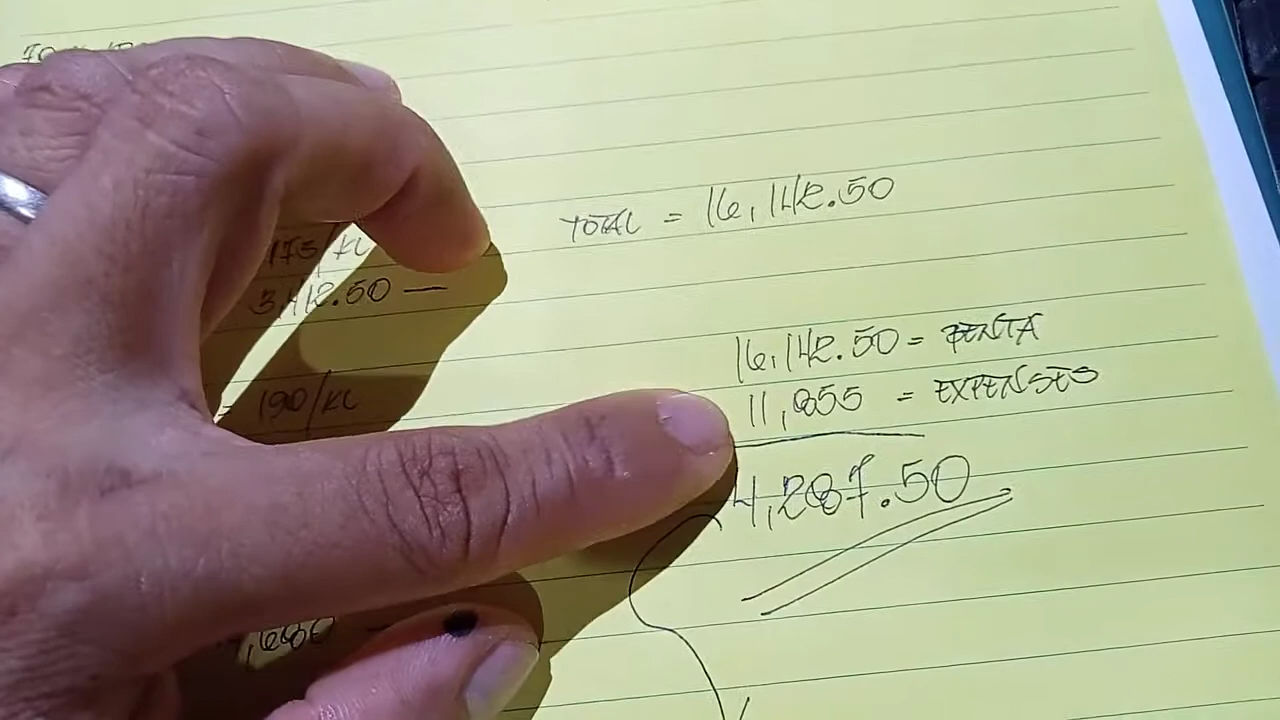 TOTAL = 16,142.50
175/KL
3,412.50 —
16,142.50 = BENTA
11,855 = EXPENSES
190/KL
4,287.50